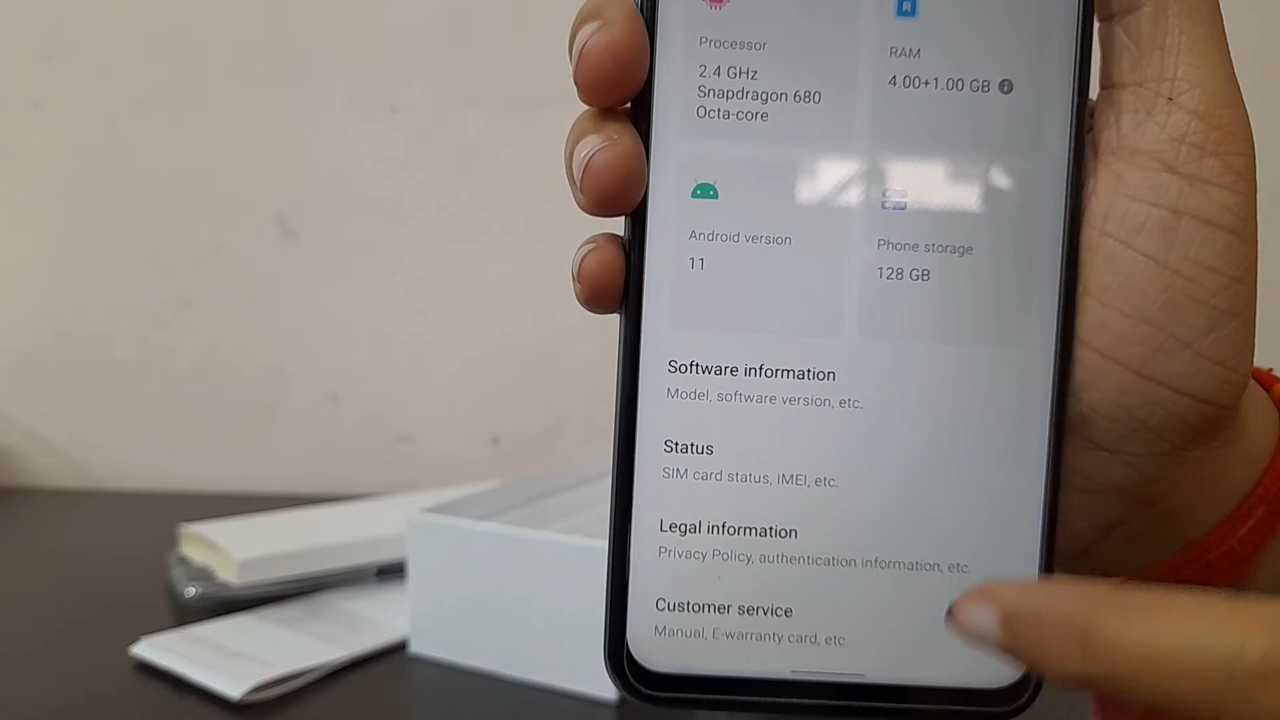 Processor
2.4 GHz
Snapdragon 680
Octa-core
RAM
4.00+1.00 GB
Android version
11
Phone storage
128 GB
Software information
Model, software version, etc.
Status
SIM card status, IMEI, etc.
Legal information
Privacy Policy, authentication information, etc.
Customer service
Manual, E-warranty card, etc.